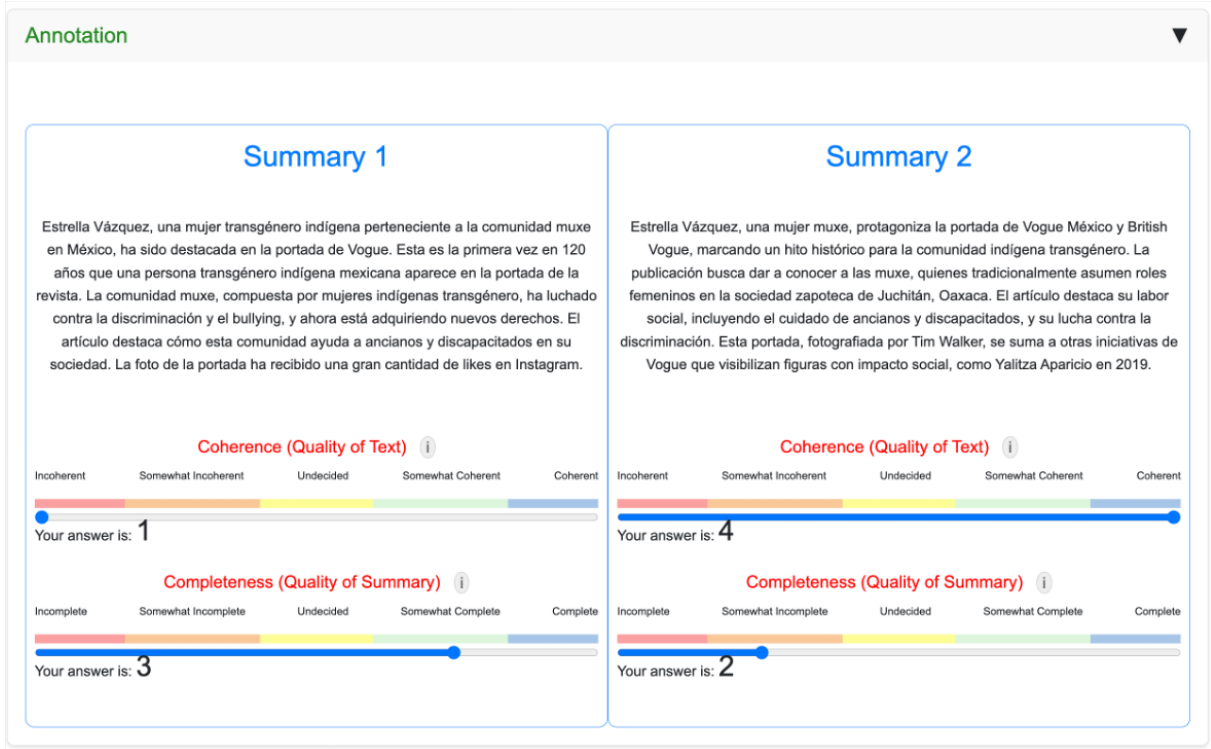 Annotation ▼
Summary 1
Estrella Vázquez, una mujer transgénero indígena perteneciente a la comunidad muxe
en México, ha sido destacada en la portada de Vogue. Esta es la primera vez en 120
años que una persona transgénero indígena mexicana aparece en la portada de la
revista. La comunidad muxe, compuesta por mujeres indígenas transgénero, ha luchado
contra la discriminación y el bullying, y ahora está adquiriendo nuevos derechos. El
artículo destaca cómo esta comunidad ayuda a ancianos y discapacitados en su
sociedad. La foto de la portada ha recibido una gran cantidad de likes en Instagram.
Coherence (Quality of Text) i
Incoherent Somewhat Incoherent Undecided Somewhat Coherent Coherent
Your answer is: 1
Completeness (Quality of Summary) i
Incomplete Somewhat Incomplete Undecided Somewhat Complete Complete
Your answer is: 3
Summary 2
Estrella Vázquez, una mujer muxe, protagoniza la portada de Vogue México y British
Vogue, marcando un hito histórico para la comunidad indígena transgénero. La
publicación busca dar a conocer a las muxe, quienes tradicionalmente asumen roles
femeninos en la sociedad zapoteca de Juchitán, Oaxaca. El artículo destaca su labor
social, incluyendo el cuidado de ancianos y discapacitados, y su lucha contra la
discriminación. Esta portada, fotografiada por Tim Walker, se suma a otras iniciativas de
Vogue que visibilizan figuras con impacto social, como Yalitza Aparicio en 2019.
Coherence (Quality of Text) i
Incoherent Somewhat Incoherent Undecided Somewhat Coherent Coherent
Your answer is: 4
Completeness (Quality of Summary) i
Incomplete Somewhat Incomplete Undecided Somewhat Complete Complete
Your answer is: 2